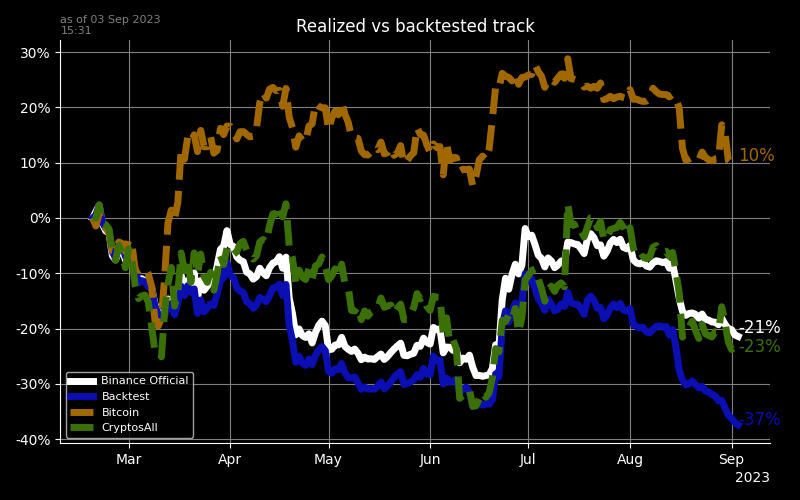 as of 03 Sep 2023
15:31
Realized vs backtested track
30%
20%
10%
0%
-10%
-20%
-30%
-40%
10%
-21%
-23%
-37%
Binance Official
Backtest
Bitcoin
CryptosAll
Mar Apr May Jun Jul Aug Sep
2023